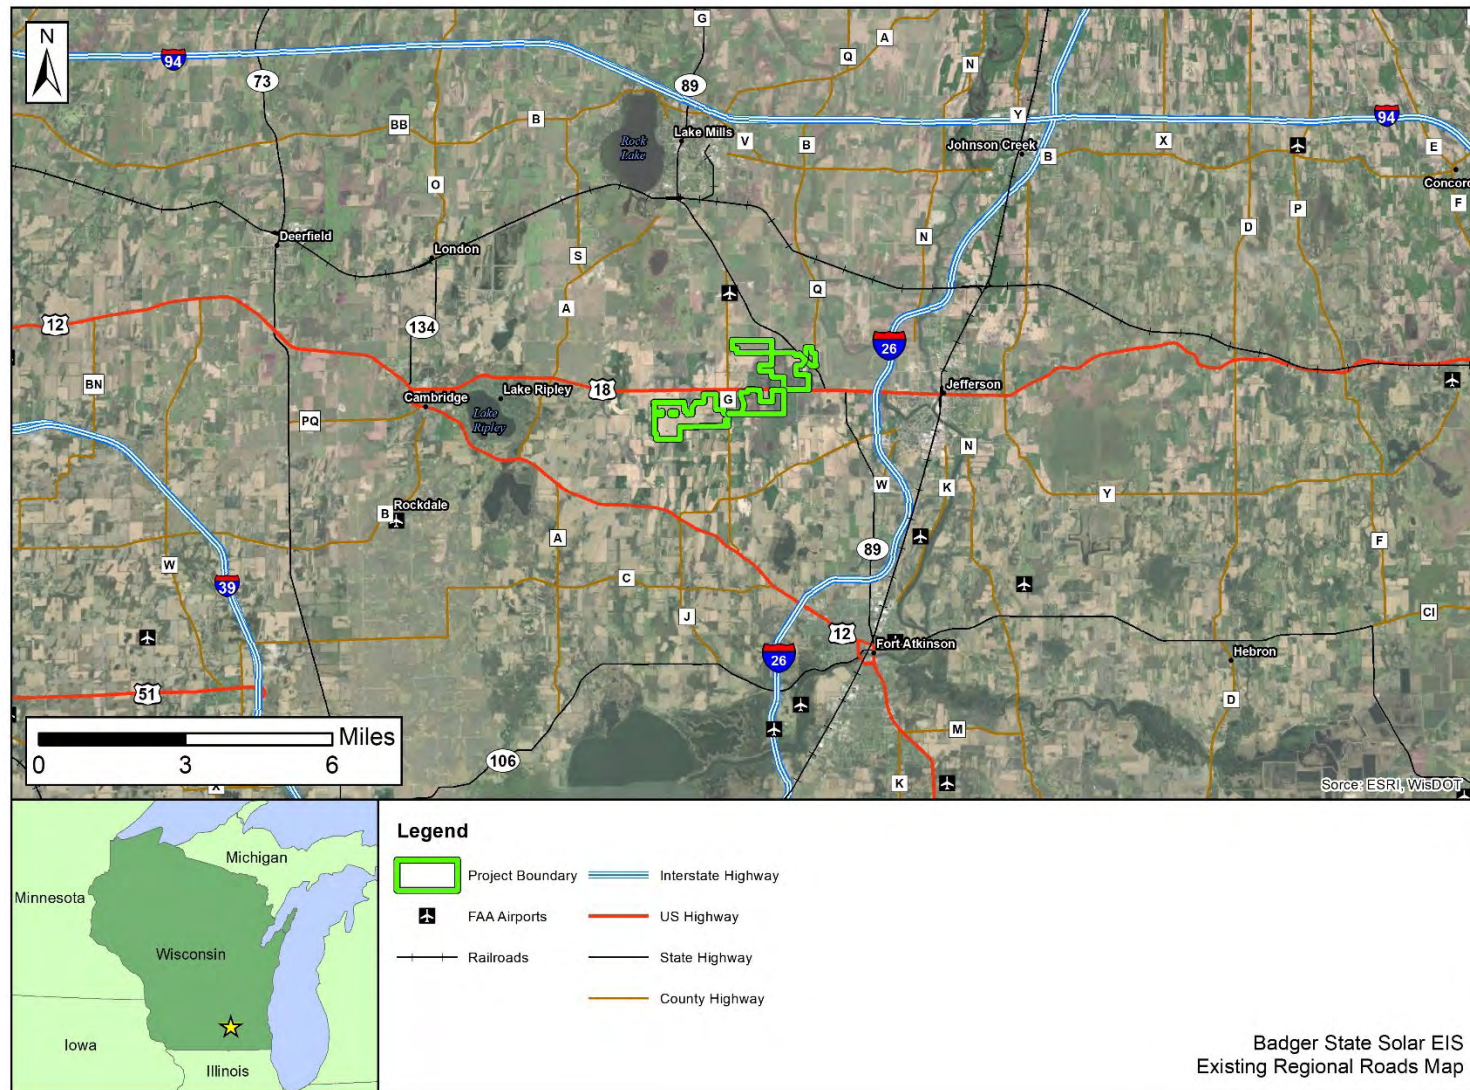 N
G
A
Q
N
94
73
89
BB
B
Rock
Lake
Lake Mills
V
B
Y
Johnson Creek
B
X
94
E
Concord
F
O
P
D
Deerfield
London
S
N
Q
A
12
134
26
BN
Lake Ripley
18
G
Jefferson
Cambridge
Lake
Ripley
PQ
N
W
K
Y
Rockdale
B
W
A
89
F
39
C
J
CI
12
Fort Atkinson
26
Hebron
51
D
M
106
K
X
Miles
0 3 6
Sorce: ESRI, WisDOT
Michigan
Minnesota
Wisconsin
Iowa
Illinois
Legend
Project Boundary
FAA Airports
Railroads
Interstate Highway
US Highway
State Highway
County Highway
Badger State Solar EIS
Existing Regional Roads Map